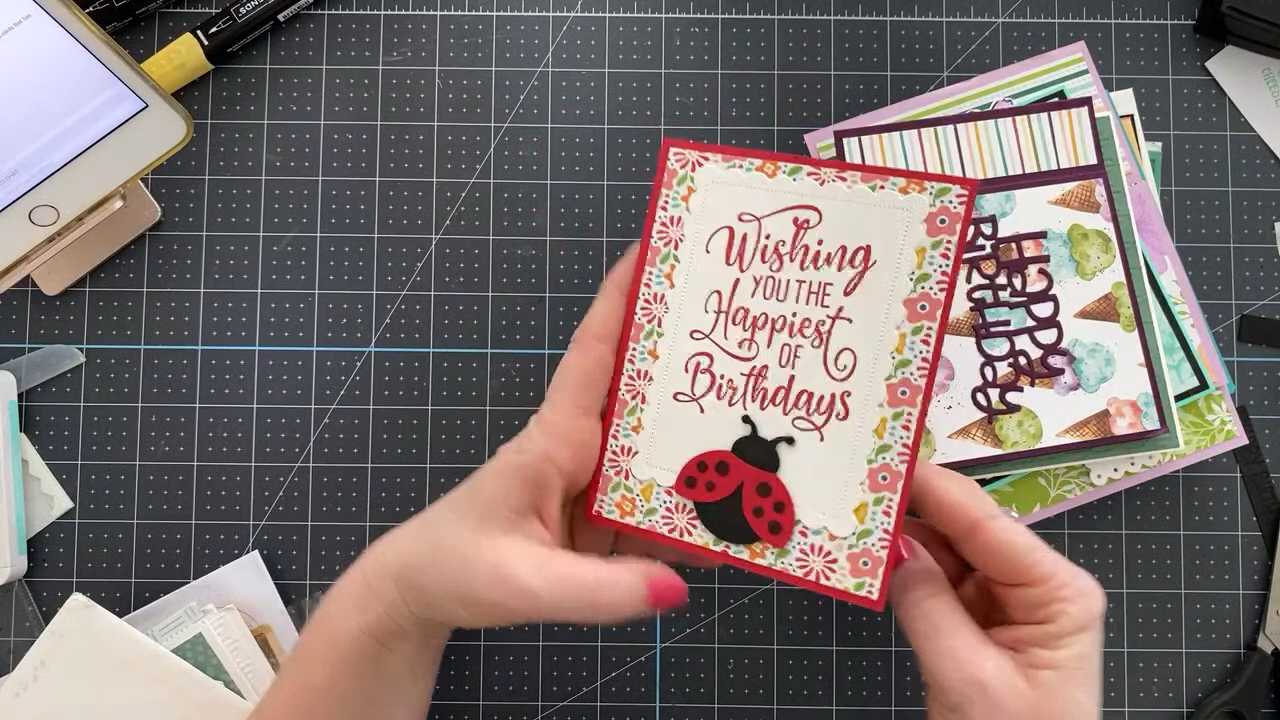 Wishing
YOU THE
Happiest
OF
Birthdays
HAPPY
BIRTHDAY